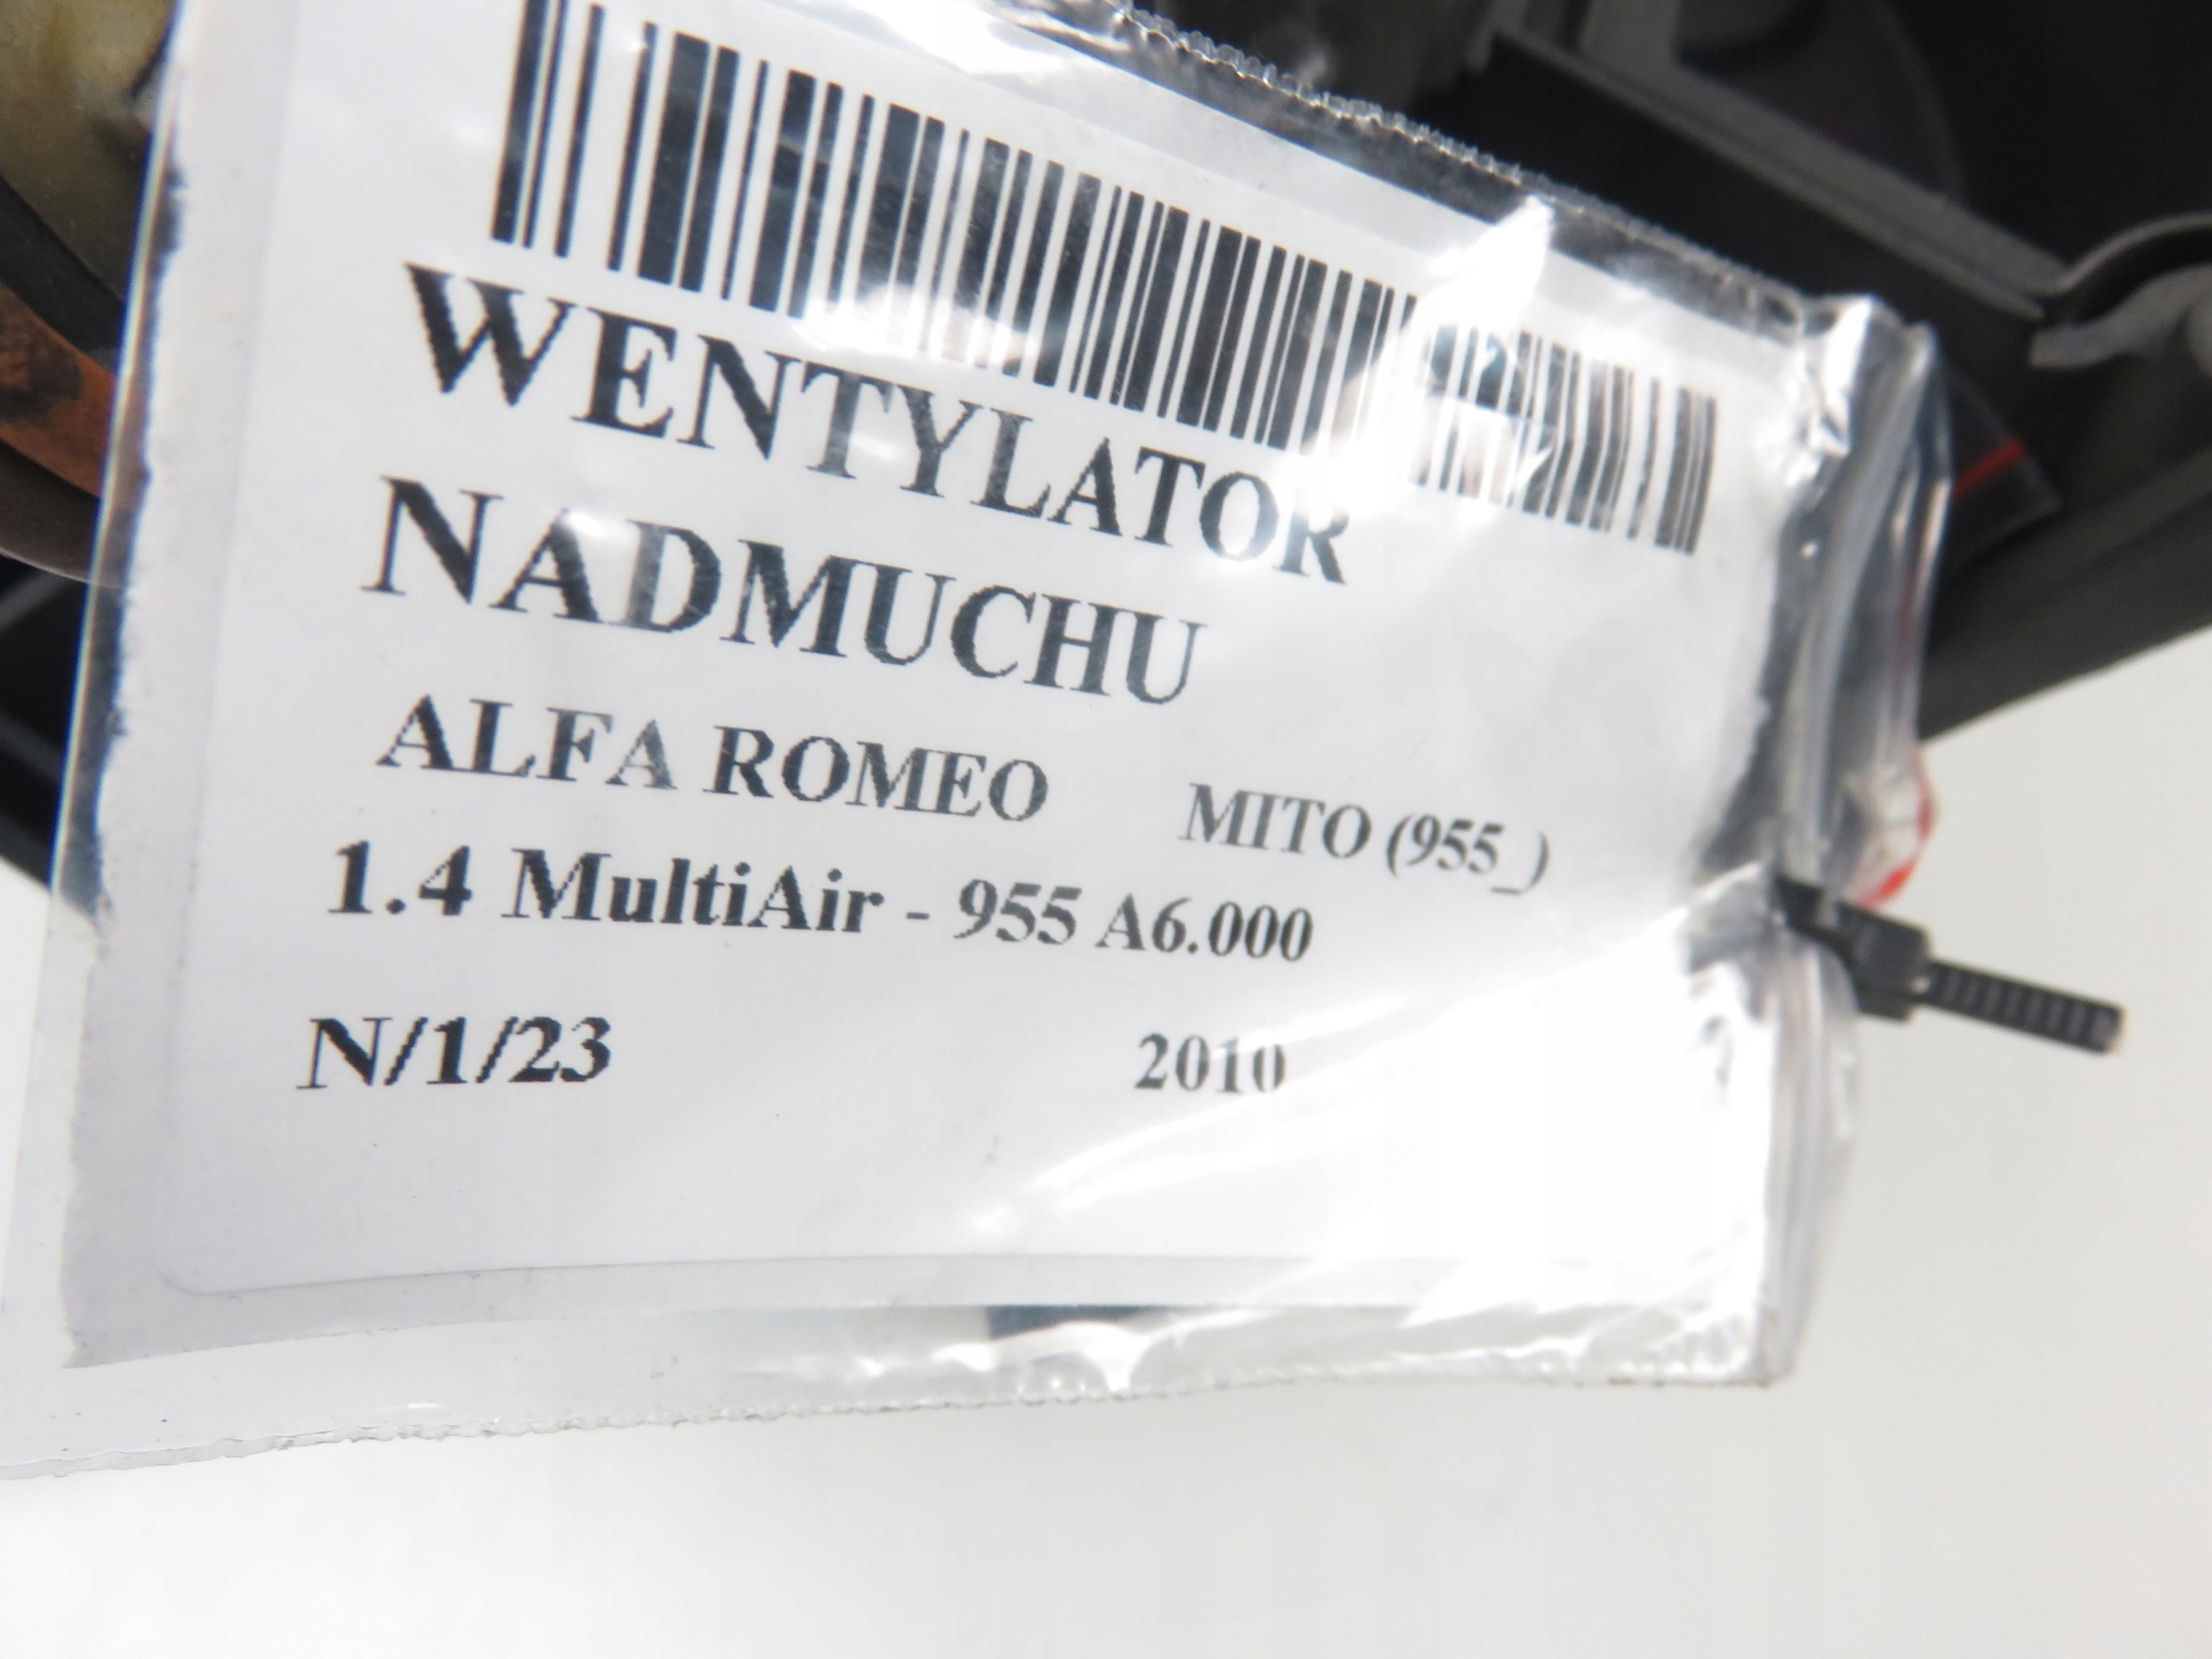 WENTYLATOR
NADMUCHU
ALFA ROMEO MITO (955_)
1.4 MultiAir - 955 A6.000
N/1/23 2010